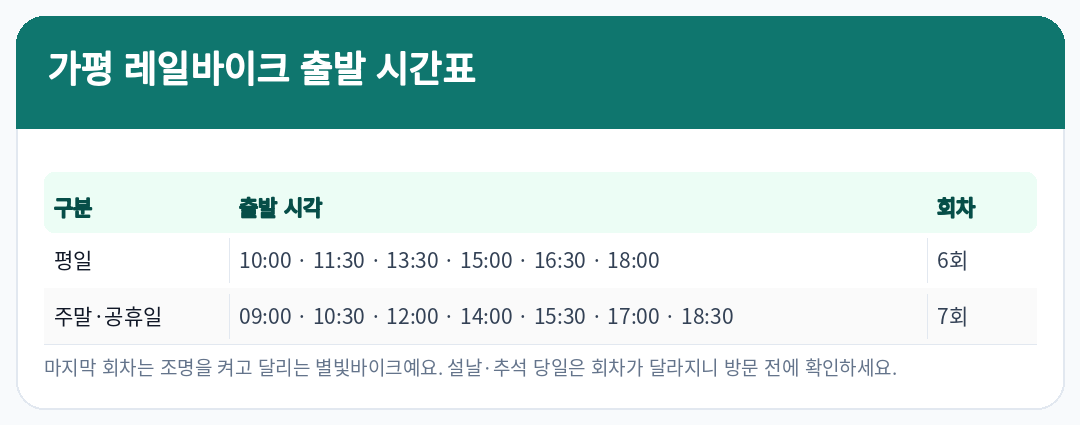 가평 레일바이크 출발 시간표
구분 출발 시각 회차
평일 10:00 · 11:30 · 13:30 · 15:00 · 16:30 · 18:00 6회
주말·공휴일 09:00 · 10:30 · 12:00 · 14:00 · 15:30 · 17:00 · 18:30 7회
마지막 회차는 조명을 켜고 달리는 별빛바이크예요. 설날·추석 당일은 회차가 달라지니 방문 전에 확인하세요.